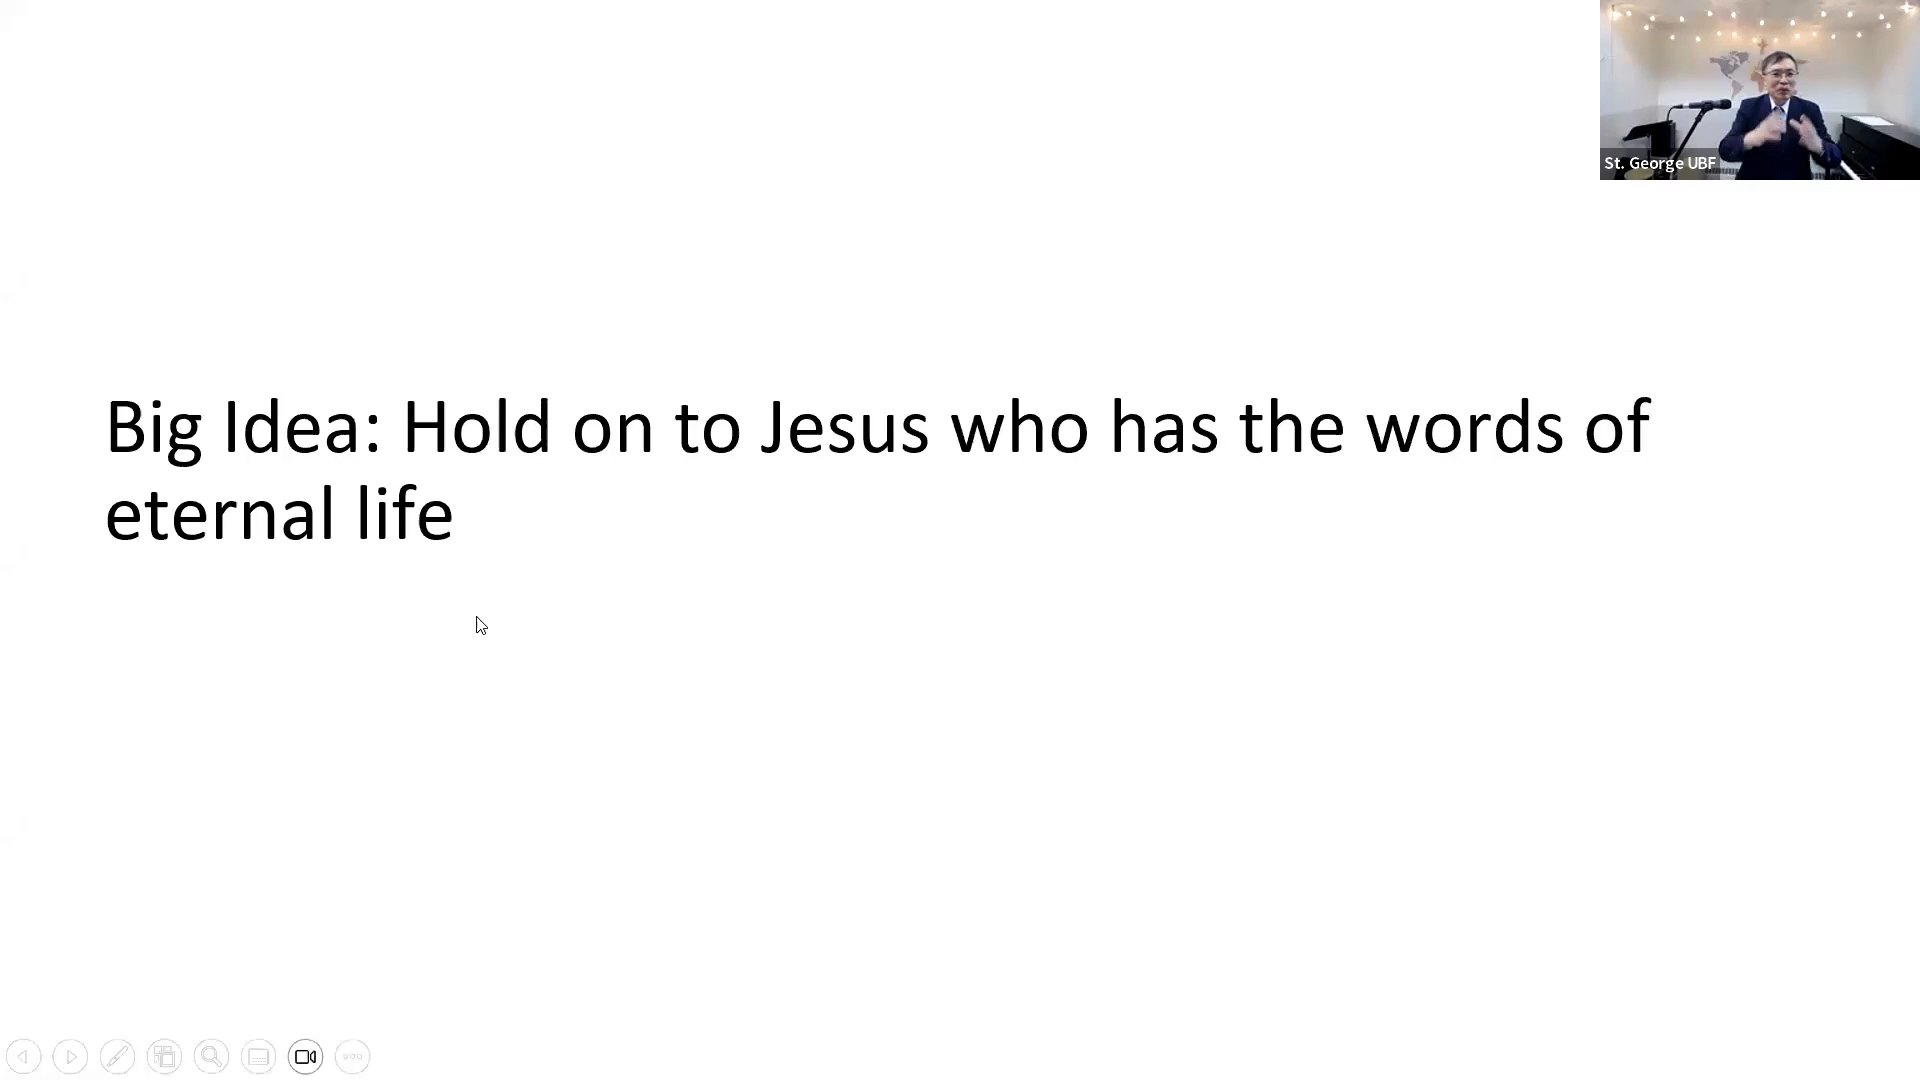 St. George UBF
Big Idea: Hold on to Jesus who has the words of
eternal life